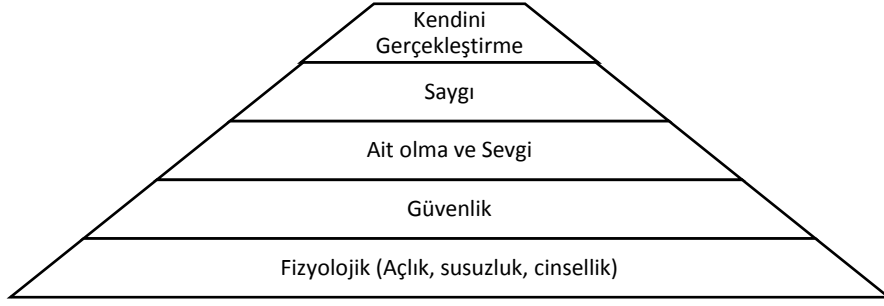 Kendini
Gerçekleştirme
Saygı
Ait olma ve Sevgi
Güvenlik
Fizyolojik (Açlık, susuzluk, cinsellik)